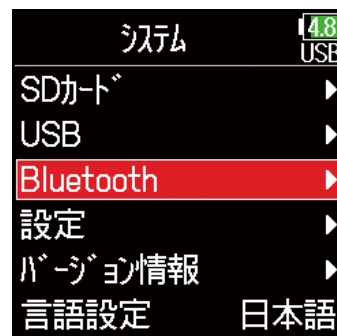 システム
4.8
USB
SDカード
USB
Bluetooth
設定
バージョン情報
言語設定 日本語